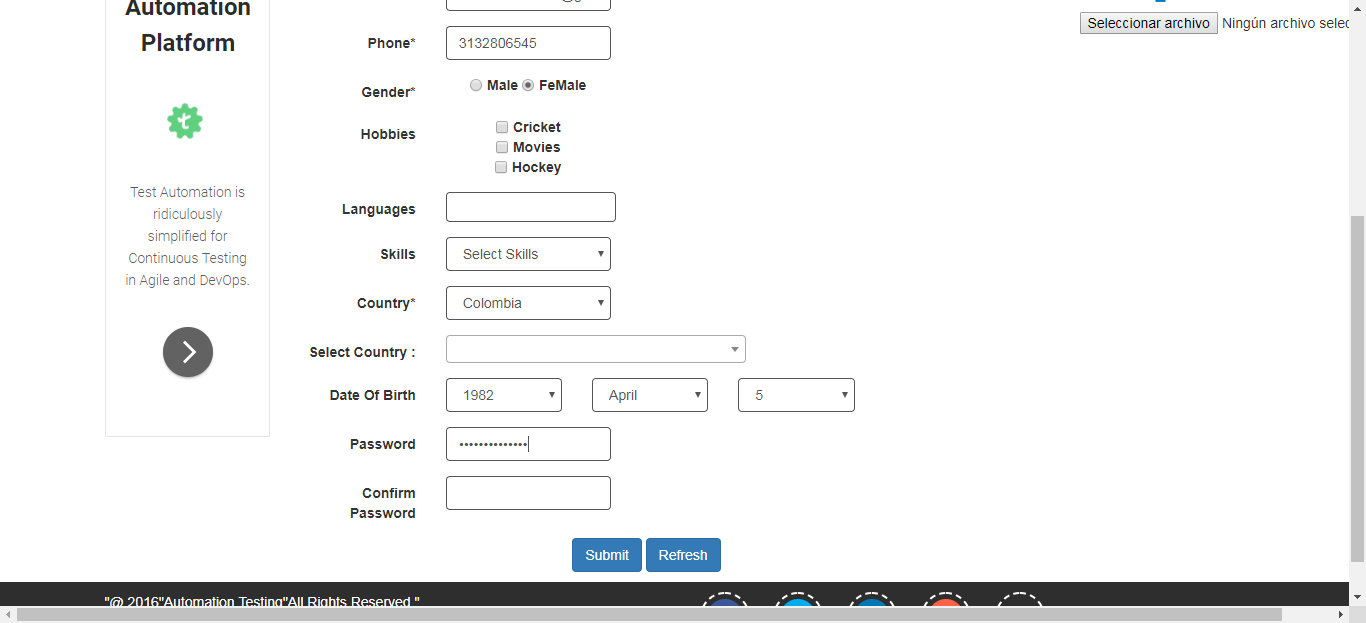 Automation
Platform
Test Automation is
ridiculously
simplified for
Continuous Testing
in Agile and DevOps.
Seleccionar archivo Ningún archivo selec
Phone* 3132806545
Gender* Male FeMale
Hobbies Cricket
Movies
Hockey
Languages
Skills Select Skills
Country* Colombia
Select Country :
Date Of Birth 1982 April 5
Password ••••••••••••••
Confirm
Password
Submit Refresh
"@ 2016"Automation Testing"All Rights Reserved "